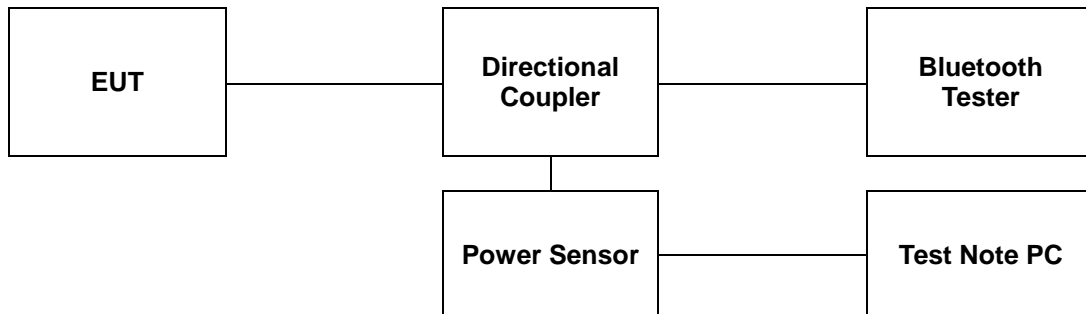 EUT
Directional
Coupler
Bluetooth
Tester
Power Sensor
Test Note PC